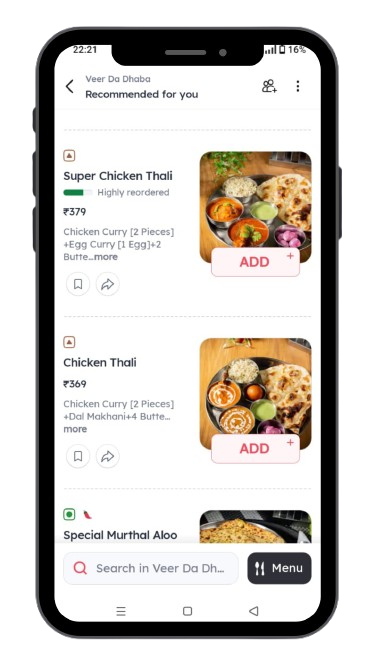 22:21
16%
Veer Da Dhaba
Recommended for you
Super Chicken Thali
Highly reordered
₹379
Chicken Curry [2 Pieces]
+Egg Curry [1 Egg]+2
Butte...more
ADD +
Chicken Thali
₹369
Chicken Curry [2 Pieces]
+Dal Makhani+4 Butte...
more
ADD +
Special Murthal Aloo
Search in Veer Da Dh...
Menu